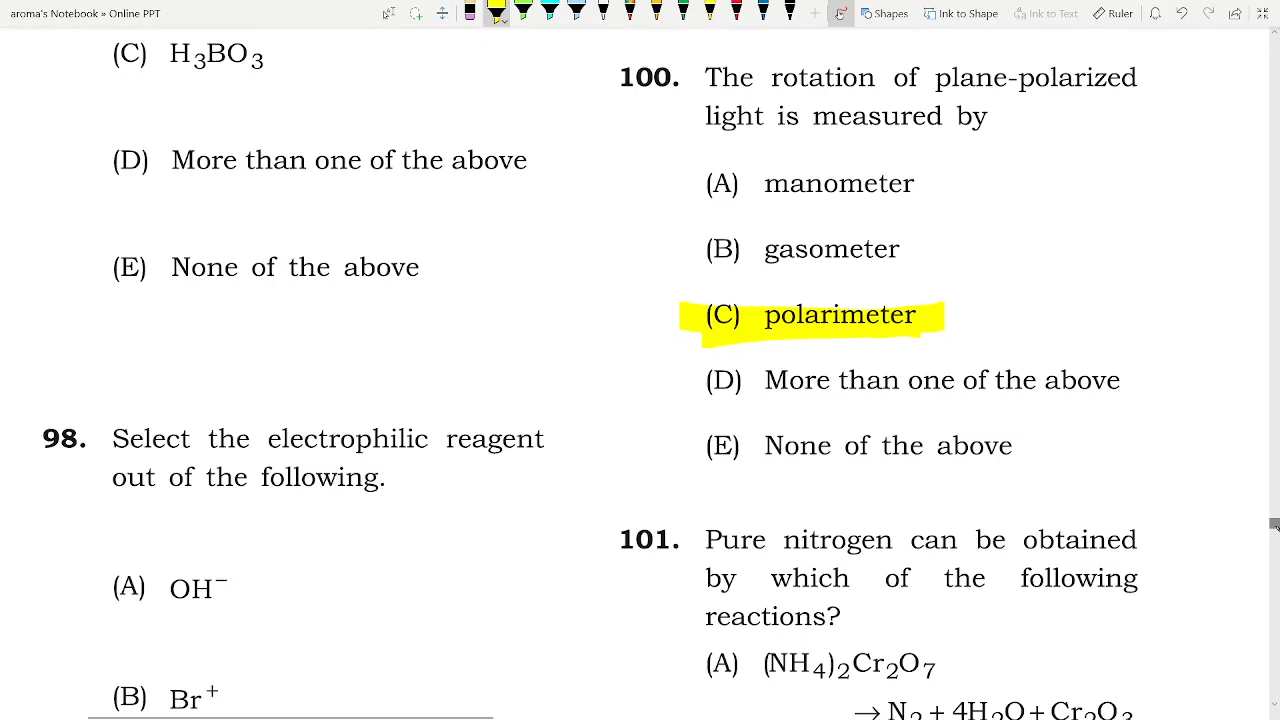 aroma's Notebook » Online PPT
Shapes
Ink to Shape
Ink to Text
Ruler
(C) H₃BO₃
(D) More than one of the above
(E) None of the above
98. Select the electrophilic reagent
out of the following.
(A) OH⁻
(B) Br⁺
100. The rotation of plane-polarized
light is measured by
(A) manometer
(B) gasometer
(C) polarimeter
(D) More than one of the above
(E) None of the above
101. Pure nitrogen can be obtained
by which of the following
reactions?
(A) (NH₄)₂Cr₂O₇
→ N₂ + 4H₂O + Cr₂O₃